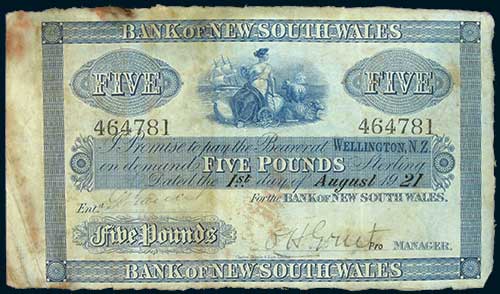 BANK OF NEW SOUTH WALES
FIVE FIVE
464781 464781
I Promise to pay the Bearer at WELLINGTON, N.Z.
on demand FIVE POUNDS Sterling
Dated the 1st day of August 1921
For the BANK OF NEW SOUTH WALES.
Entd.
Five Pounds
Pro MANAGER.
BANK OF NEW SOUTH WALES